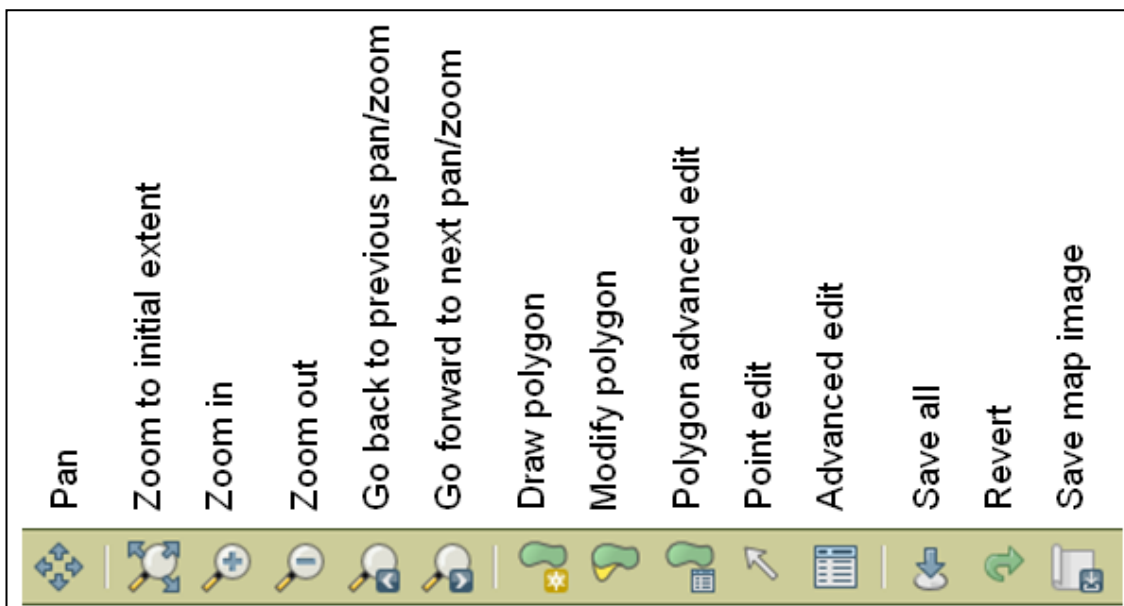 Pan
Zoom to initial extent
Zoom in
Zoom out
Go back to previous pan/zoom
Go forward to next pan/zoom
Draw polygon
Modify polygon
Polygon advanced edit
Point edit
Advanced edit
Save all
Revert
Save map image